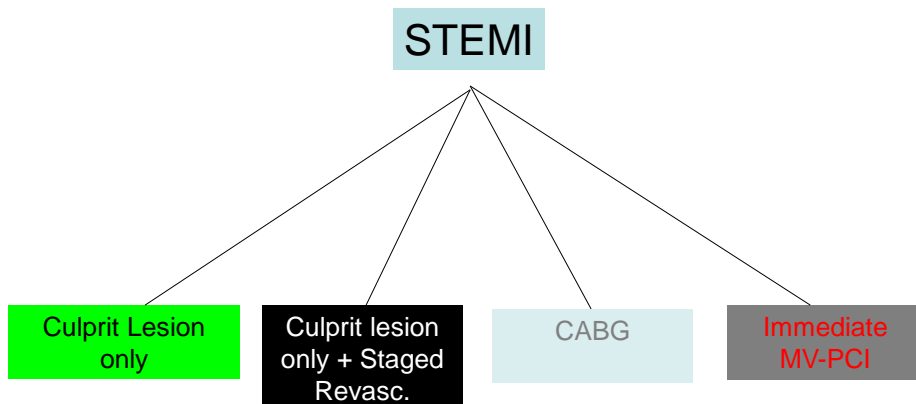 STEMI
Culprit Lesion
only
Culprit lesion
only + Staged
Revasc.
CABG
Immediate
MV-PCI